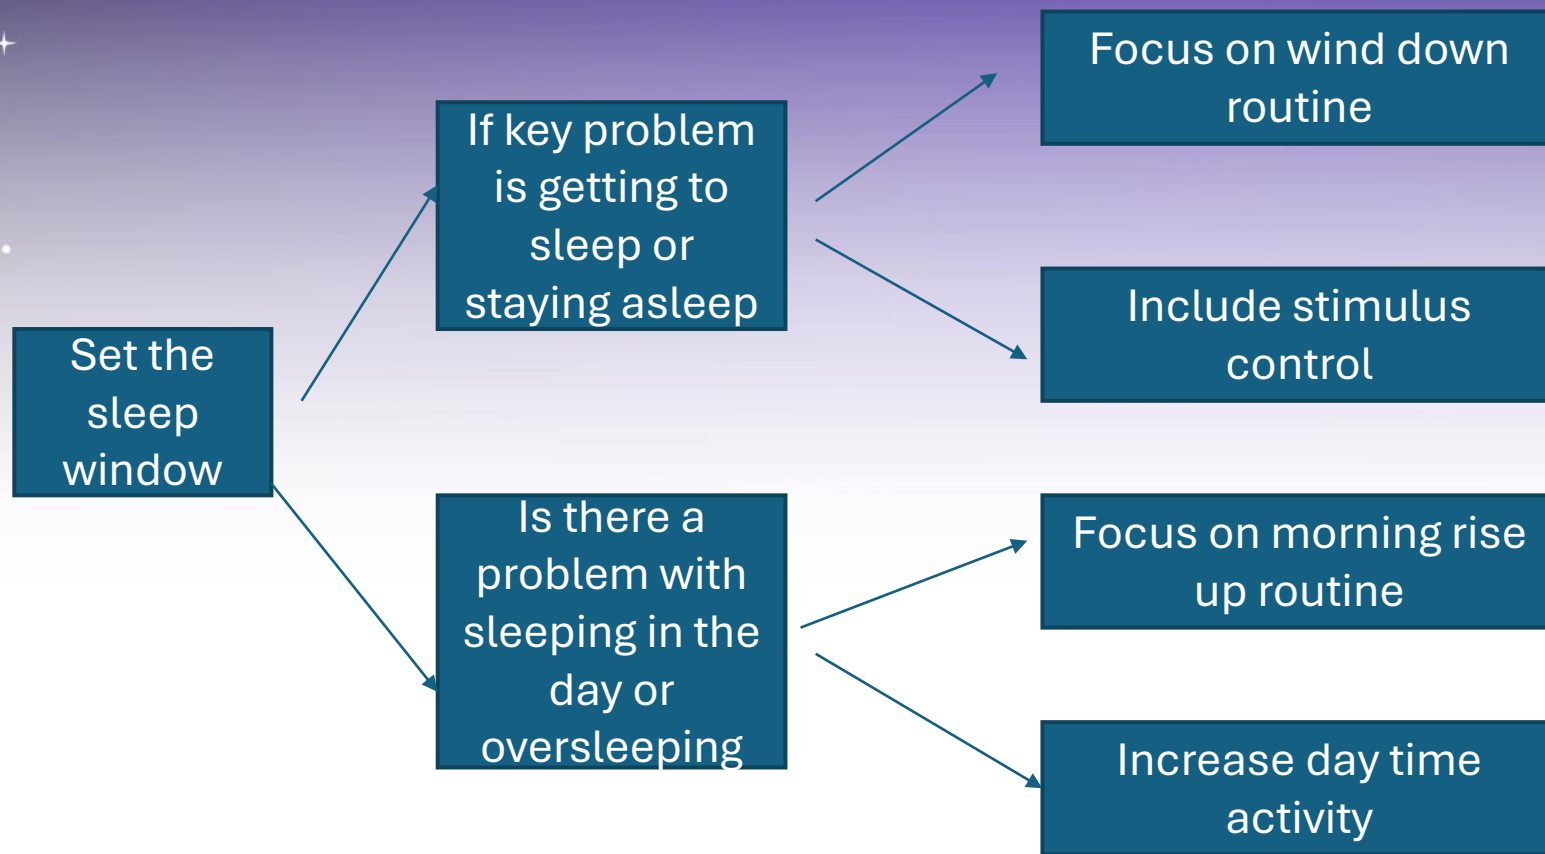 Set the
sleep
window
If key problem
is getting to
sleep or
staying asleep
Is there a
problem with
sleeping in the
day or
oversleeping
Focus on wind down
routine
Include stimulus
control
Focus on morning rise
up routine
Increase day time
activity